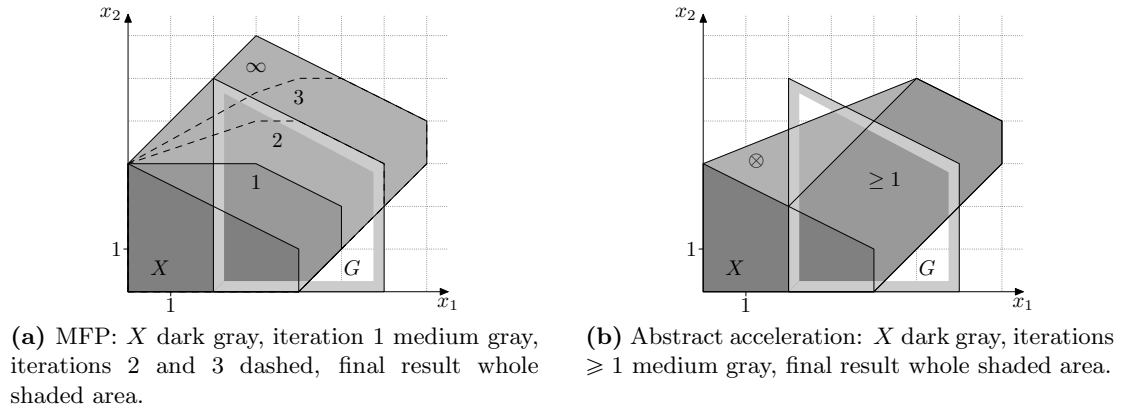 x₂
∞
3
2
1
1
X
G
1
x₁
(a) MFP: X dark gray, iteration 1 medium gray,
iterations 2 and 3 dashed, final result whole
shaded area.
x₂
⊗
≥ 1
1
X
G
1
x₁
(b) Abstract acceleration: X dark gray, iterations
⩾ 1 medium gray, final result whole shaded area.